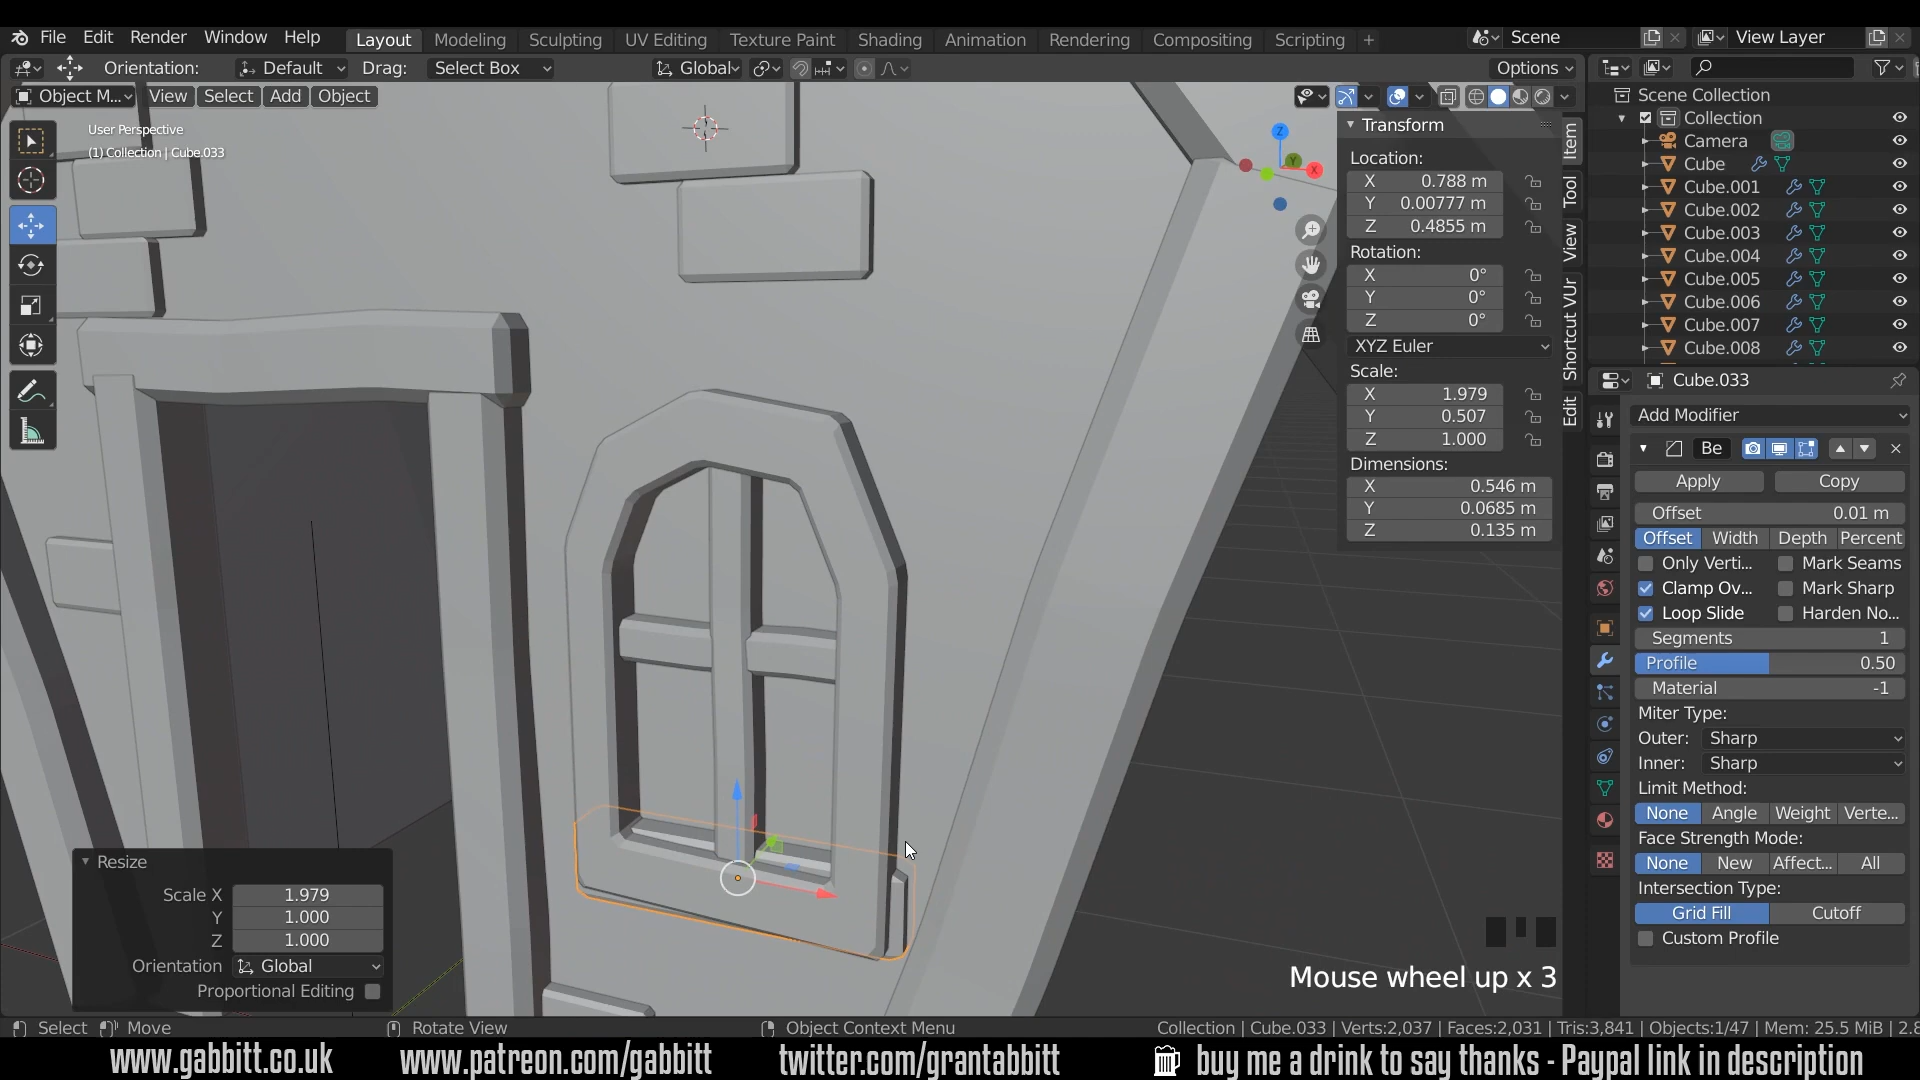 File Edit Render Window Help Layout Modeling Sculpting UV Editing Texture Paint Shading Animation Rendering Compositing Scripting + Scene View Layer
Orientation: Default Drag: Select Box Global Options
Object M... View Select Add Object
User Perspective
(1) Collection | Cube.033
Z
Y
X
Transform
Location:
X 0.788 m
Y 0.00777 m
Z 0.4855 m
Rotation:
X 0°
Y 0°
Z 0°
XYZ Euler
Scale:
X 1.979
Y 0.507
Z 1.000
Dimensions:
X 0.546 m
Y 0.0685 m
Z 0.135 m
Item
Tool
View
Shortcut VUr
Edit
Scene Collection
Collection
Camera
Cube
Cube.001
Cube.002
Cube.003
Cube.004
Cube.005
Cube.006
Cube.007
Cube.008
Cube.033
Add Modifier
Be
Apply Copy
Offset 0.01 m
Offset Width Depth Percent
Only Verti... Mark Seams
Clamp Ov... Mark Sharp
Loop Slide Harden No...
Segments 1
Profile 0.50
Material -1
Miter Type:
Outer: Sharp
Inner: Sharp
Limit Method:
None Angle Weight Verte...
Face Strength Mode:
None New Affect... All
Intersection Type:
Grid Fill Cutoff
Custom Profile
Resize
Scale X 1.979
Y 1.000
Z 1.000
Orientation Global
Proportional Editing
Mouse wheel up x 3
Select Move Rotate View Object Context Menu Collection | Cube.033 | Verts:2,037 | Faces:2,031 | Tris:3,841 | Objects:1/47 | Mem: 25.5 MiB | 2.8
www.gabbitt.co.uk www.patreon.com/gabbitt twitter.com/grantabbitt buy me a drink to say thanks - Paypal link in description